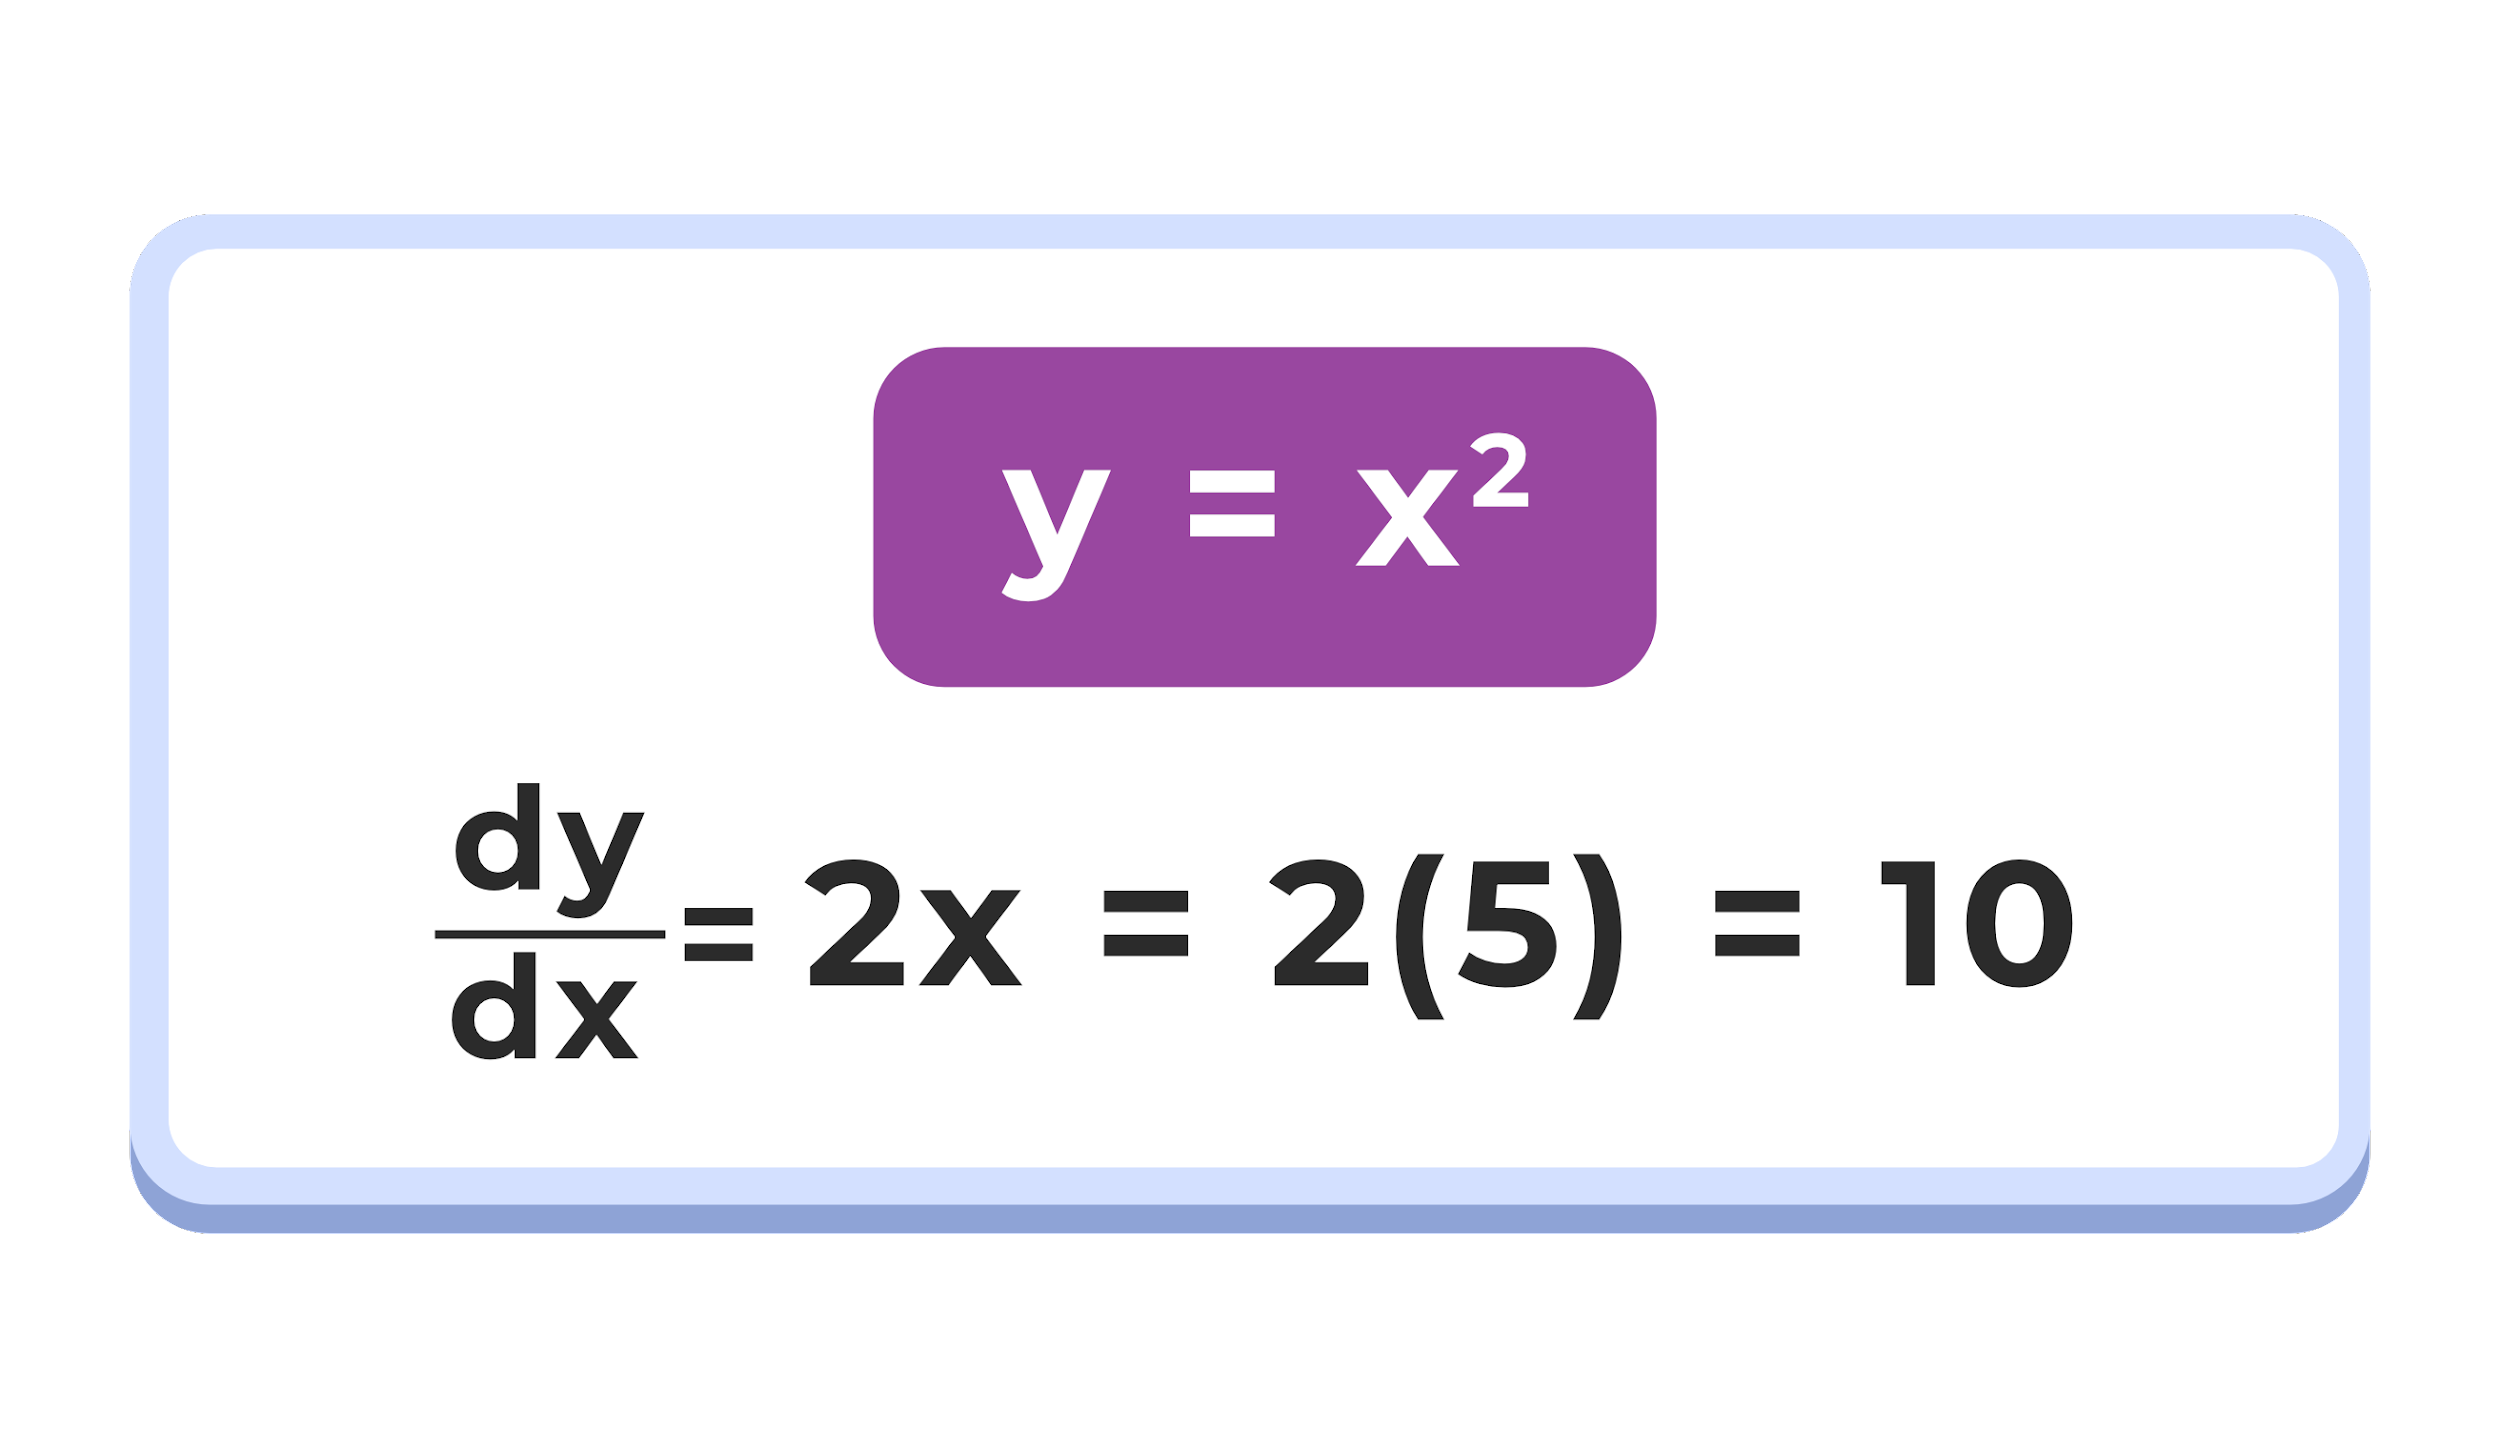 y = x²
dy/dx = 2x = 2(5) = 10